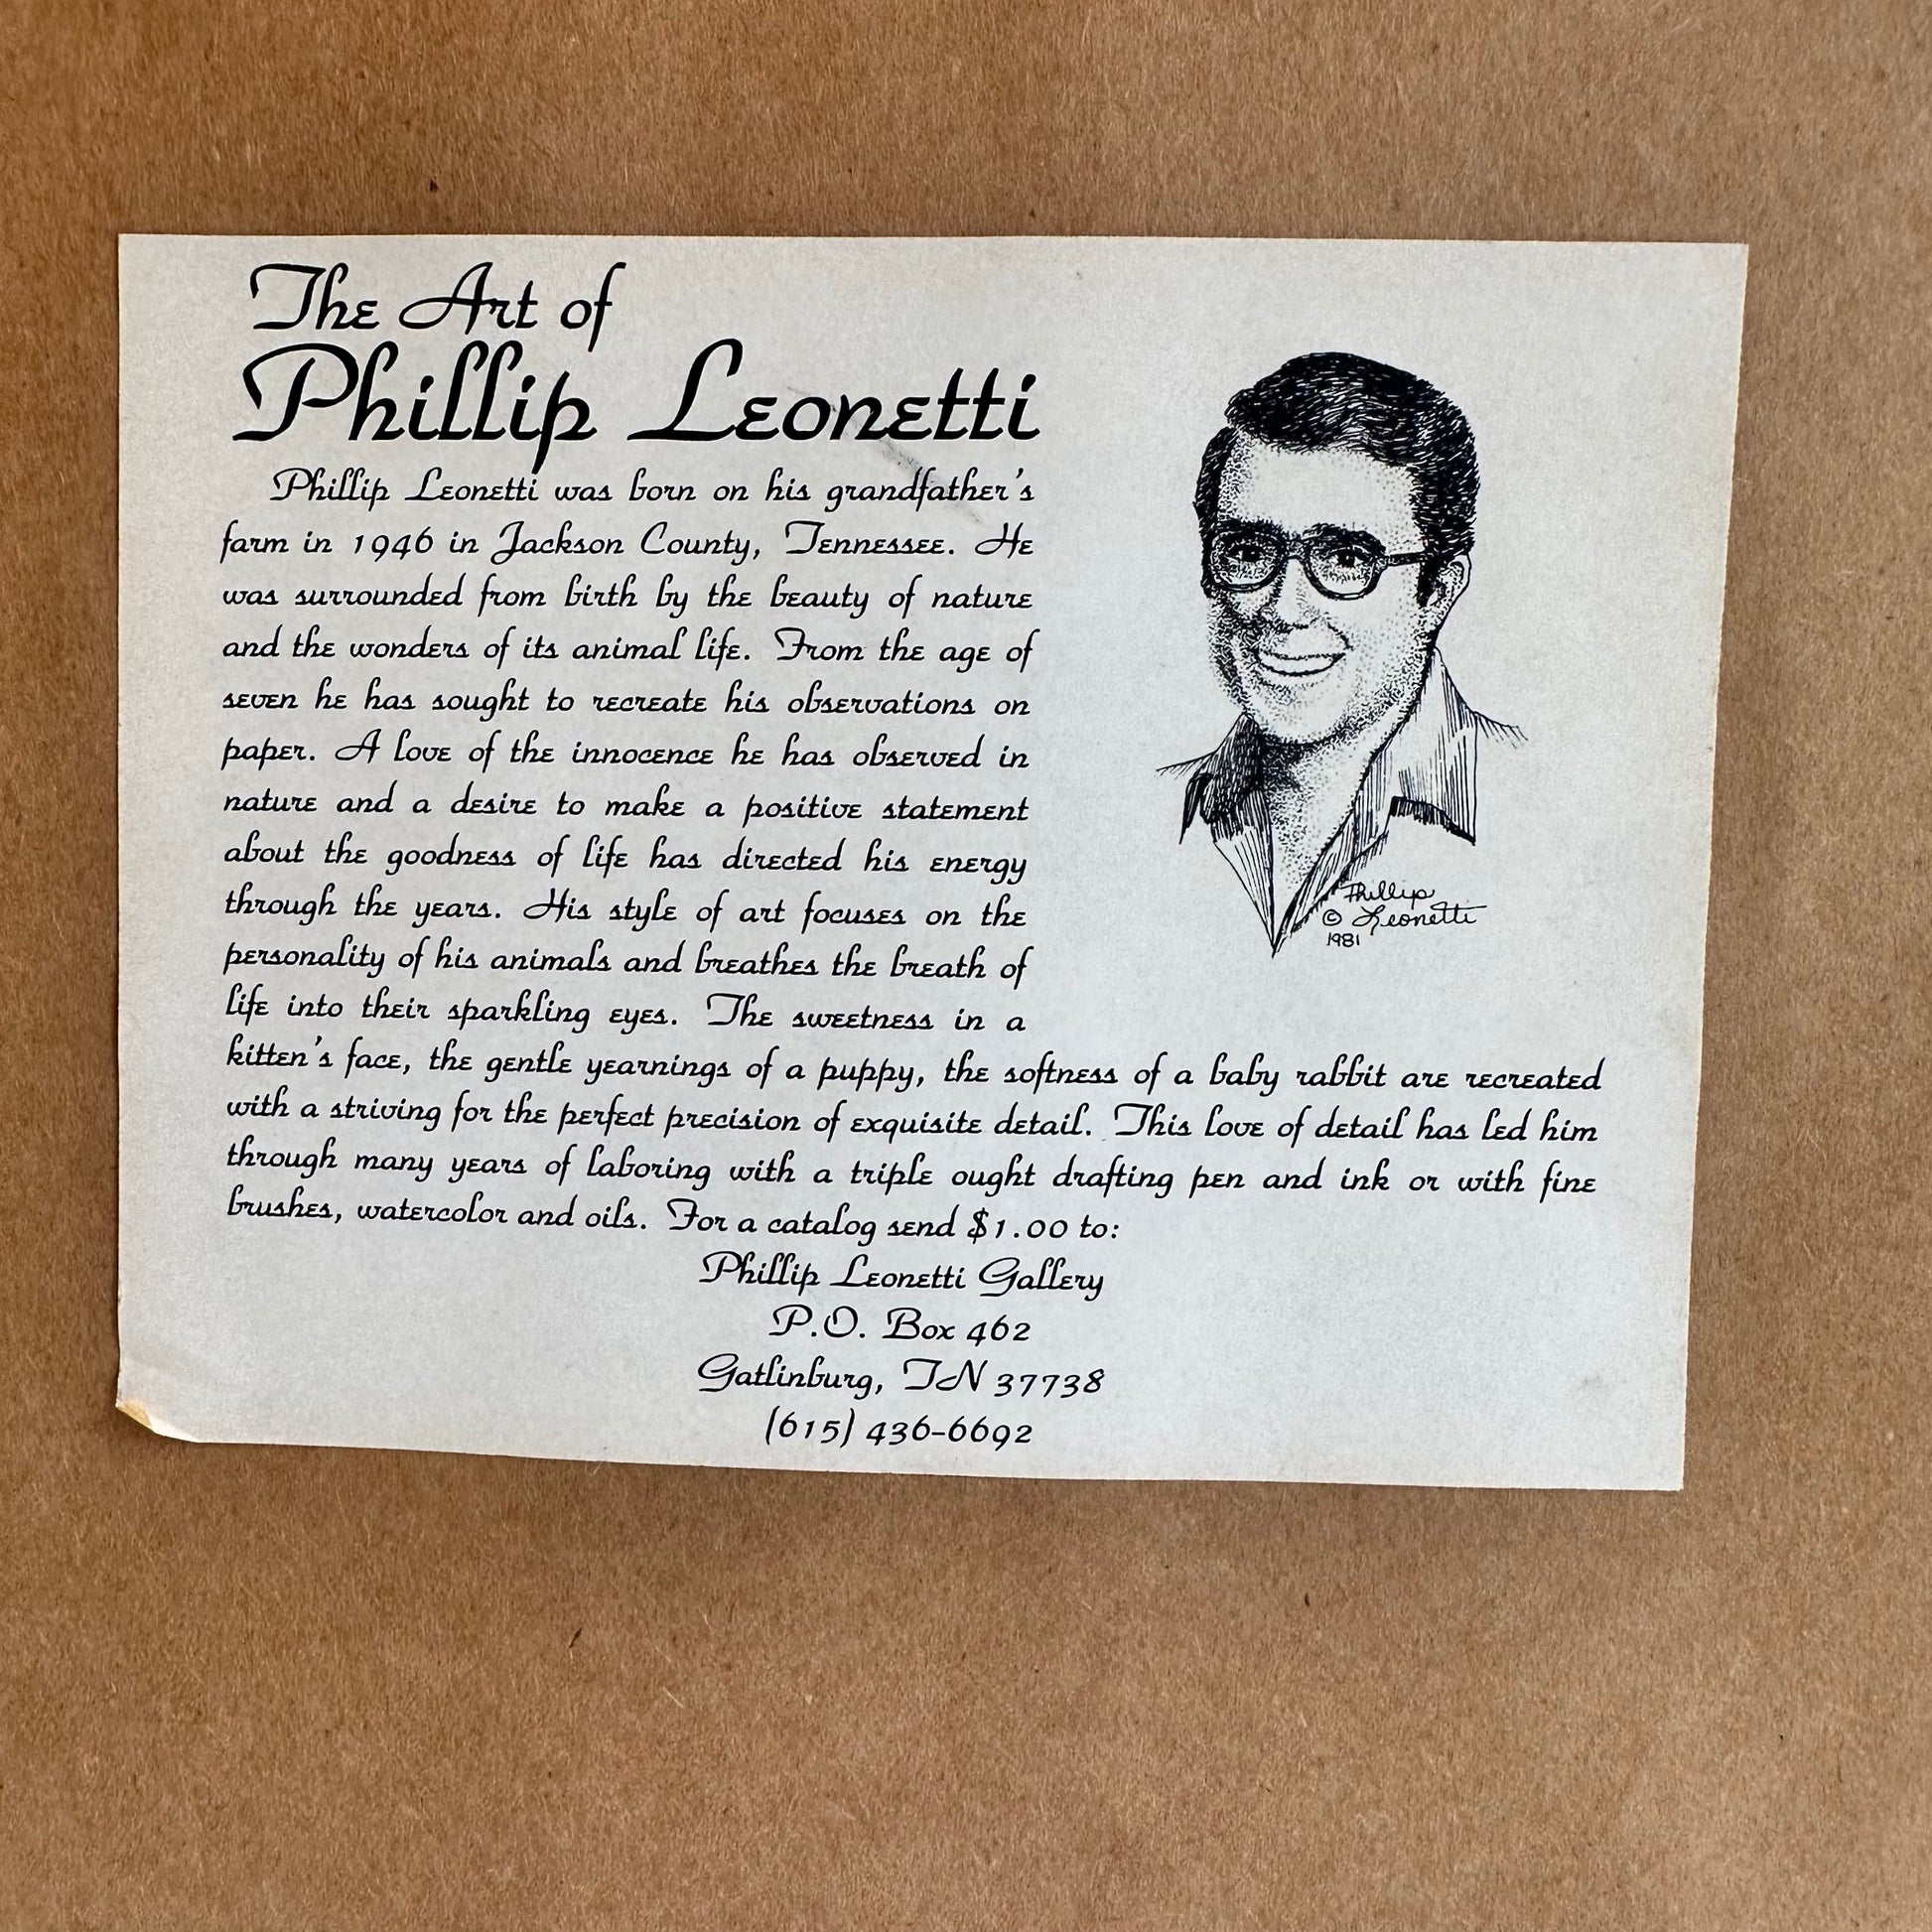 The Art of
Phillip Leonetti
Phillip Leonetti was born on his grandfather's
farm in 1946 in Jackson County, Tennessee. He
was surrounded from birth by the beauty of nature
and the wonders of its animal life. From the age of
seven he has sought to recreate his observations on
paper. A love of the innocence he has observed in
nature and a desire to make a positive statement
about the goodness of life has directed his energy
through the years. His style of art focuses on the
personality of his animals and breathes the breath of
life into their sparkling eyes. The sweetness in a
kitten's face, the gentle yearnings of a puppy, the softness of a baby rabbit are recreated
with a striving for the perfect precision of exquisite detail. This love of detail has led him
through many years of laboring with a triple ought drafting pen and ink or with fine
brushes, watercolor and oils. For a catalog send $1.00 to:
Phillip Leonetti Gallery
P.O. Box 462
Gatlinburg, TN 37738
(615) 436-6692
Phillip
© Leonetti
1981